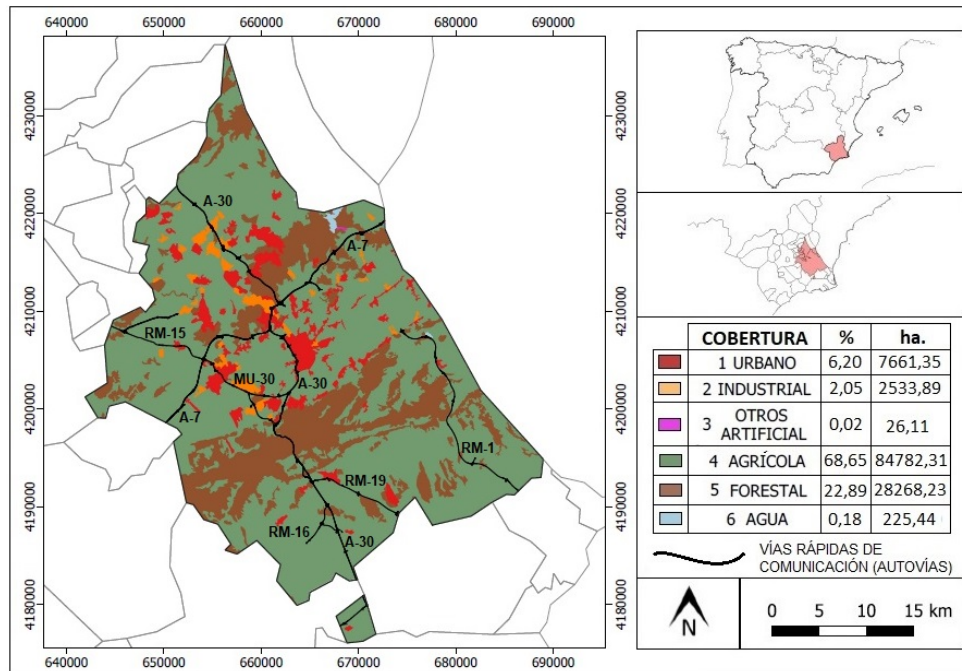 640000 650000 660000 670000 680000 690000
4230000
4230000
4220000
4220000
4210000
4210000
4200000
4200000
4190000
4190000
4180000
4180000
A-30
A-7
RM-15
MU-30
A-30
A-7
RM-1
RM-19
RM-16
A-30
640000 650000 660000 670000 680000 690000
COBERTURA % ha.
1 URBANO 6,20 7661,35
2 INDUSTRIAL 2,05 2533,89
3 OTROS ARTIFICIAL 0,02 26,11
4 AGRÍCOLA 68,65 84782,31
5 FORESTAL 22,89 28268,23
6 AGUA 0,18 225,44
VÍAS RÁPIDAS DE
COMUNICACIÓN (AUTOVÍAS)
N
0 5 10 15 km